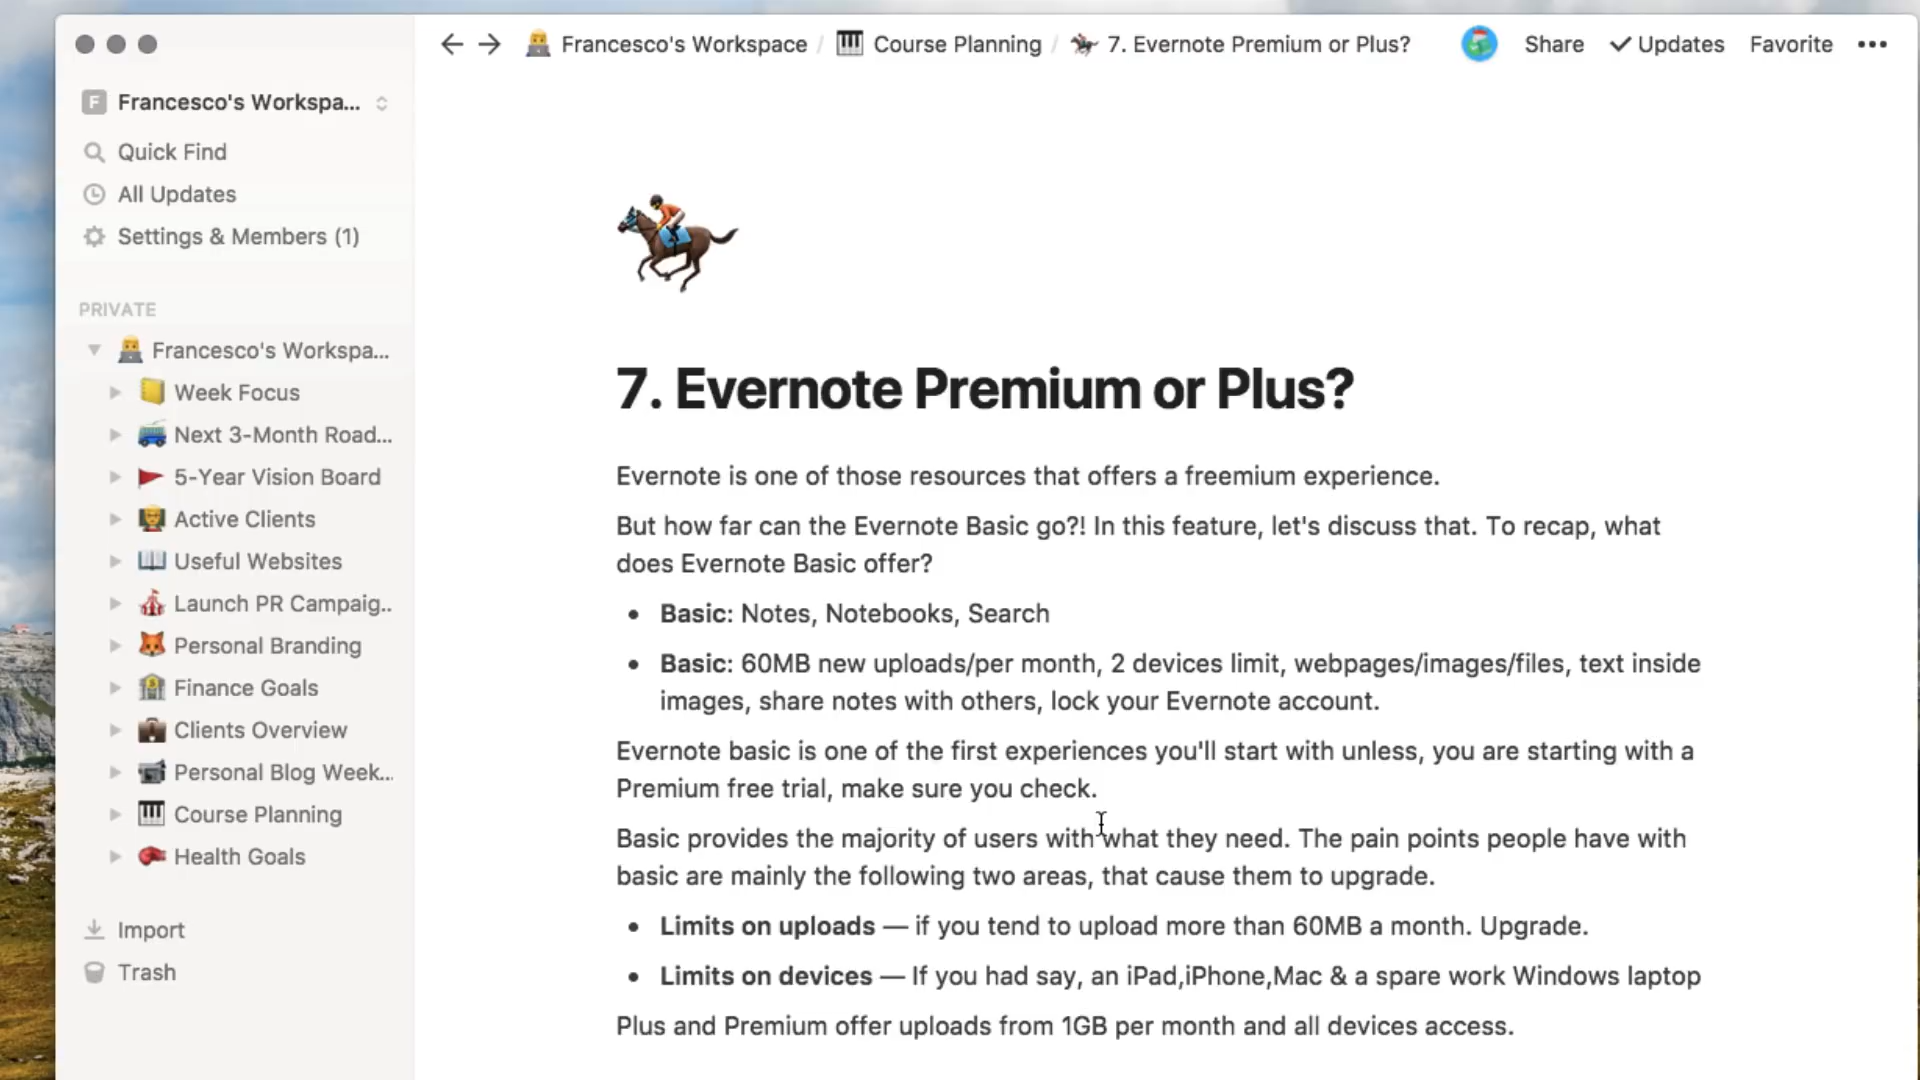 Francesco's Workspace / Course Planning / 7. Evernote Premium or Plus?
Share
Updates
Favorite
F Francesco's Workspa...
Quick Find
All Updates
Settings & Members (1)
PRIVATE
Francesco's Workspa...
Week Focus
Next 3-Month Road...
5-Year Vision Board
Active Clients
Useful Websites
Launch PR Campaig..
Personal Branding
Finance Goals
Clients Overview
Personal Blog Week..
Course Planning
Health Goals
Import
Trash
7. Evernote Premium or Plus?
Evernote is one of those resources that offers a freemium experience.
But how far can the Evernote Basic go?! In this feature, let's discuss that. To recap, what
does Evernote Basic offer?
• Basic: Notes, Notebooks, Search
• Basic: 60MB new uploads/per month, 2 devices limit, webpages/images/files, text inside
images, share notes with others, lock your Evernote account.
Evernote basic is one of the first experiences you'll start with unless, you are starting with a
Premium free trial, make sure you check.
Basic provides the majority of users with what they need. The pain points people have with
basic are mainly the following two areas, that cause them to upgrade.
• Limits on uploads — if you tend to upload more than 60MB a month. Upgrade.
• Limits on devices — If you had say, an iPad,iPhone,Mac & a spare work Windows laptop
Plus and Premium offer uploads from 1GB per month and all devices access.